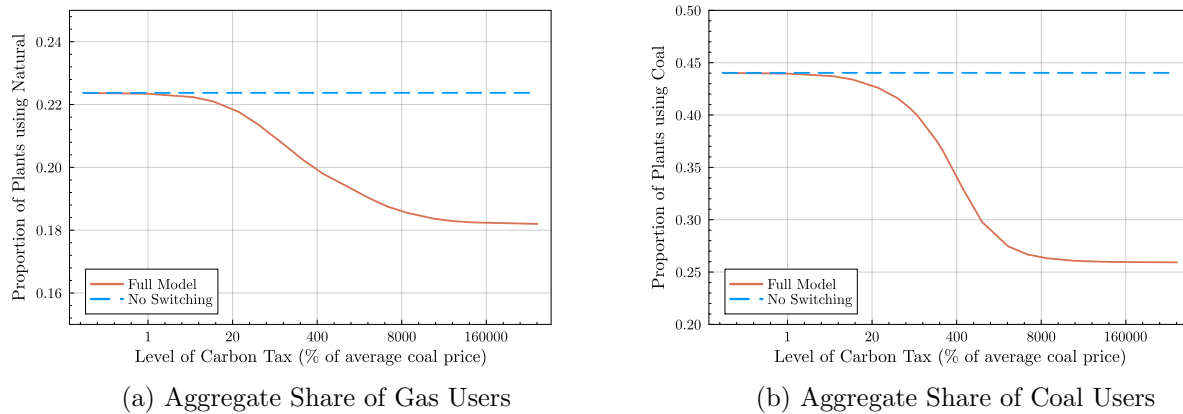 Proportion of Plants using Natural
0.24
0.22
0.20
0.18
0.16
Full Model
No Switching
1
20
400
8000
160000
Level of Carbon Tax (% of average coal price)
(a) Aggregate Share of Gas Users
Proportion of Plants using Coal
0.50
0.45
0.40
0.35
0.30
0.25
0.20
Full Model
No Switching
1
20
400
8000
160000
Level of Carbon Tax (% of average coal price)
(b) Aggregate Share of Coal Users